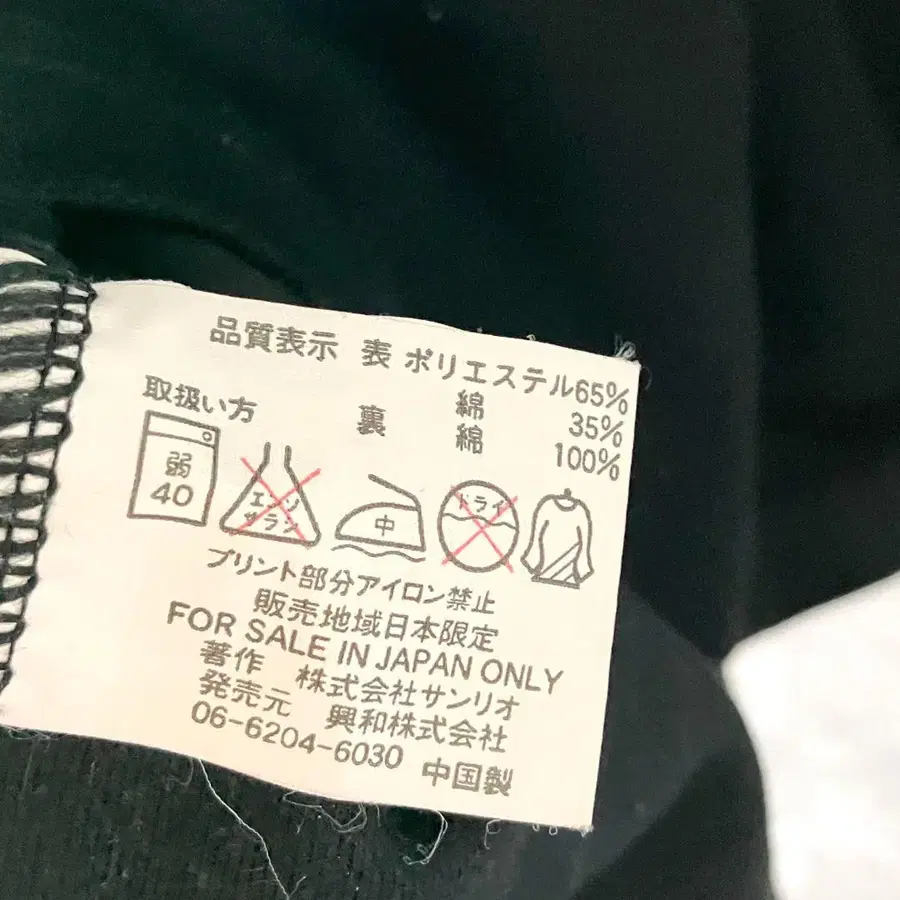 品質表示 表 ポリエステル65%
綿 35%
裏 綿 100%
取扱い方
弱
40
エンソ
サラシ
中
ドライ
プリント部分アイロン禁止
販売地域日本限定
FOR SALE IN JAPAN ONLY
著作 株式会社サンリオ
発売元 興和株式会社
06-6204-6030 中国製